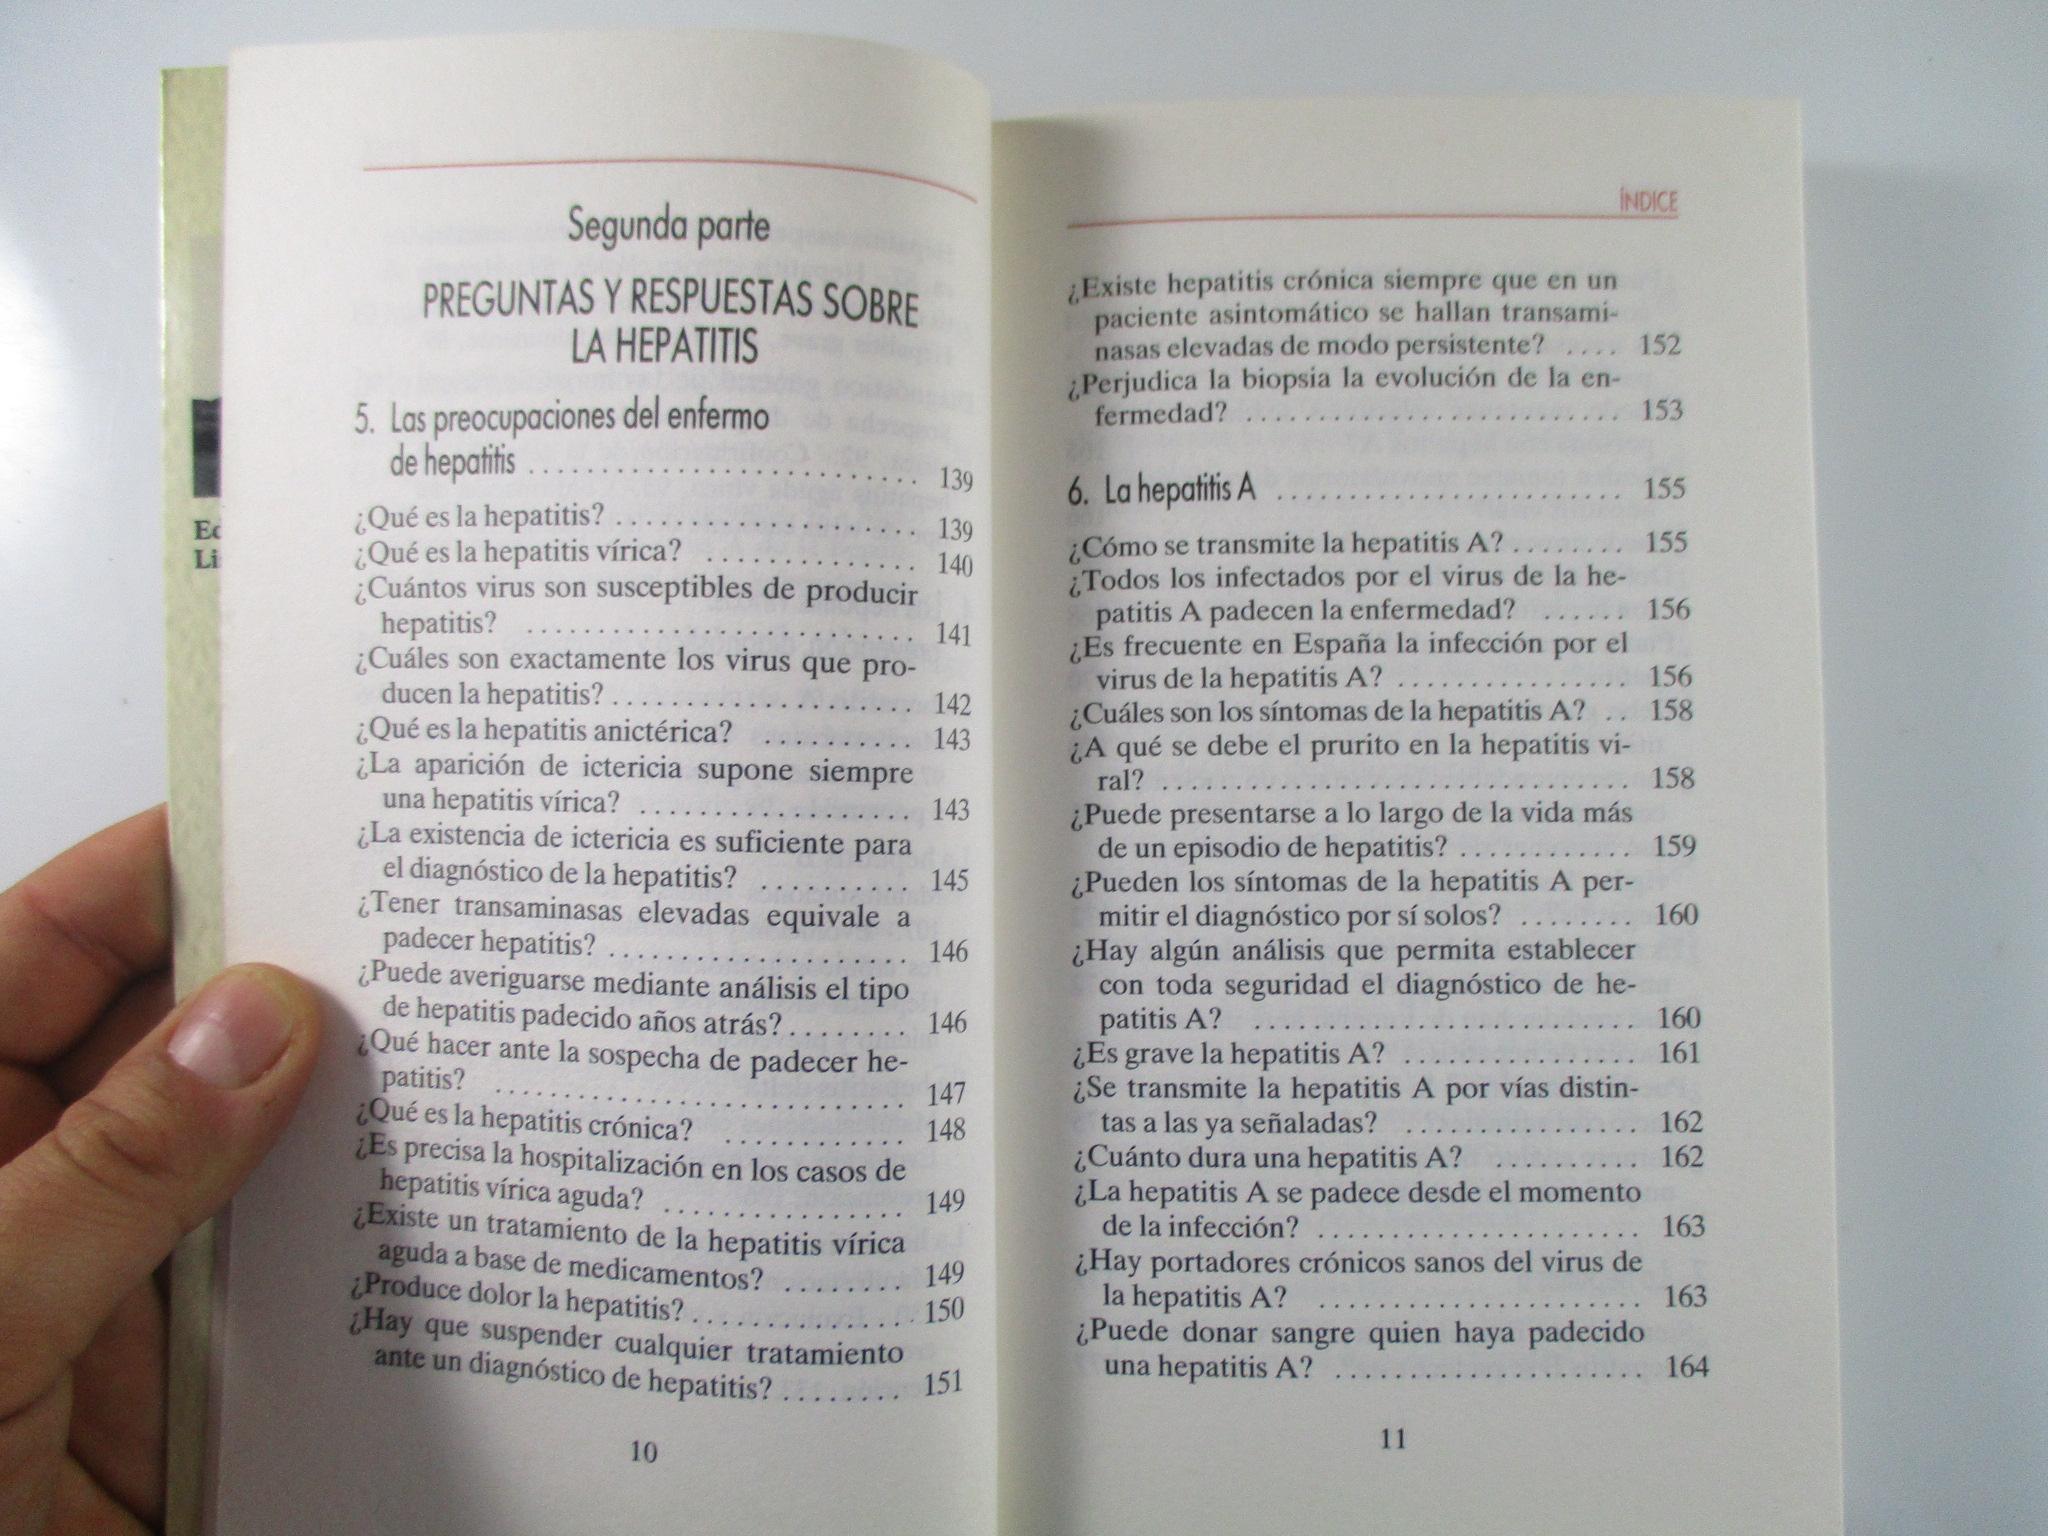 Segunda parte
PREGUNTAS Y RESPUESTAS SOBRE
LA HEPATITIS
5. Las preocupaciones del enfermo
de hepatitis .............................. 139
¿Qué es la hepatitis? ..................... 139
¿Qué es la hepatitis vírica? ............... 140
¿Cuántos virus son susceptibles de producir
hepatitis? ............................ 141
¿Cuáles son exactamente los virus que pro-
ducen la hepatitis? ...................... 142
¿Qué es la hepatitis anictérica? ........... 143
¿La aparición de ictericia supone siempre
una hepatitis vírica? .................... 143
¿La existencia de ictericia es suficiente para
el diagnóstico de la hepatitis? ........... 145
¿Tener transaminasas elevadas equivale a
padecer hepatitis? ...................... 146
¿Puede averiguarse mediante análisis el tipo
de hepatitis padecido años atrás? ........ 146
¿Qué hacer ante la sospecha de padecer he-
patitis? .............................. 147
¿Qué es la hepatitis crónica? ............. 148
¿Es precisa la hospitalización en los casos de
hepatitis vírica aguda? .................. 149
¿Existe un tratamiento de la hepatitis vírica
aguda a base de medicamentos? ......... 149
¿Produce dolor la hepatitis? ................ 150
¿Hay que suspender cualquier tratamiento
ante un diagnóstico de hepatitis? ........ 151
10
Ed
Li
ÍNDICE
¿Existe hepatitis crónica siempre que en un
paciente asintomático se hallan transami-
nasas elevadas de modo persistente? .... 152
¿Perjudica la biopsia la evolución de la en-
fermedad? ............................ 153
6. La hepatitis A ......................... 155
¿Cómo se transmite la hepatitis A? ........ 155
¿Todos los infectados por el virus de la he-
patitis A padecen la enfermedad? ...... 156
¿Es frecuente en España la infección por el
virus de la hepatitis A? ................. 156
¿Cuáles son los síntomas de la hepatitis A? .. 158
¿A qué se debe el prurito en la hepatitis vi-
ral? .................................. 158
¿Puede presentarse a lo largo de la vida más
de un episodio de hepatitis? ............ 159
¿Pueden los síntomas de la hepatitis A per-
mitir el diagnóstico por sí solos? ........ 160
¿Hay algún análisis que permita establecer
con toda seguridad el diagnóstico de he-
patitis A? ............................ 160
¿Es grave la hepatitis A? ................. 161
¿Se transmite la hepatitis A por vías distin-
tas a las ya señaladas? ................. 162
¿Cuánto dura una hepatitis A? .......... 162
¿La hepatitis A se padece desde el momento
de la infección? ....................... 163
¿Hay portadores crónicos sanos del virus de
la hepatitis A? ....................... 163
¿Puede donar sangre quien haya padecido
una hepatitis A? ...................... 164
11